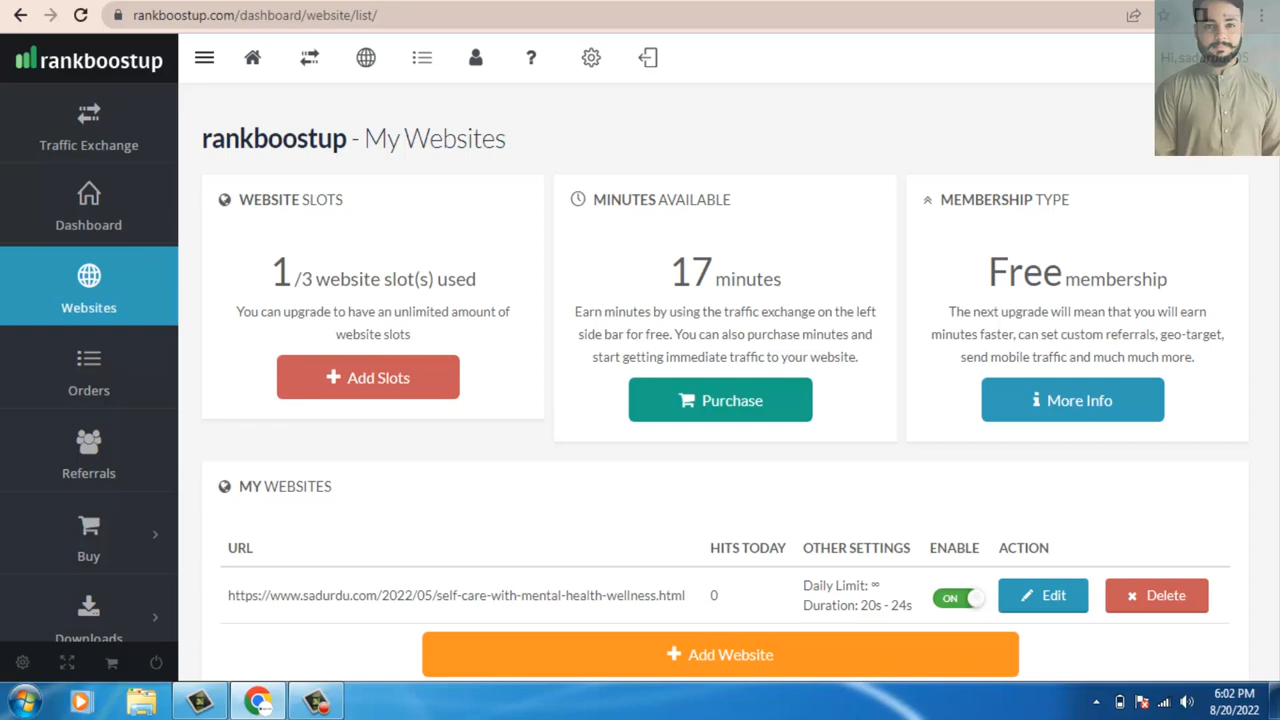 rankboostup.com/dashboard/website/list/
rankboostup
Hi, sadurdu
Traffic Exchange
Dashboard
Websites
Orders
Referrals
Buy
Downloads
rankboostup - My Websites
WEBSITE SLOTS
1 /3 website slot(s) used
You can upgrade to have an unlimited amount of
website slots
Add Slots
MINUTES AVAILABLE
17 minutes
Earn minutes by using the traffic exchange on the left
side bar for free. You can also purchase minutes and
start getting immediate traffic to your website.
Purchase
MEMBERSHIP TYPE
Free membership
The next upgrade will mean that you will earn
minutes faster, can set custom referrals, geo-target,
send mobile traffic and much much more.
More Info
MY WEBSITES
URL HITS TODAY OTHER SETTINGS ENABLE ACTION
https://www.sadurdu.com/2022/05/self-care-with-mental-health-wellness.html 0 Daily Limit: ∞
Duration: 20s - 24s
ON Edit Delete
Add Website
6:02 PM
8/20/2022